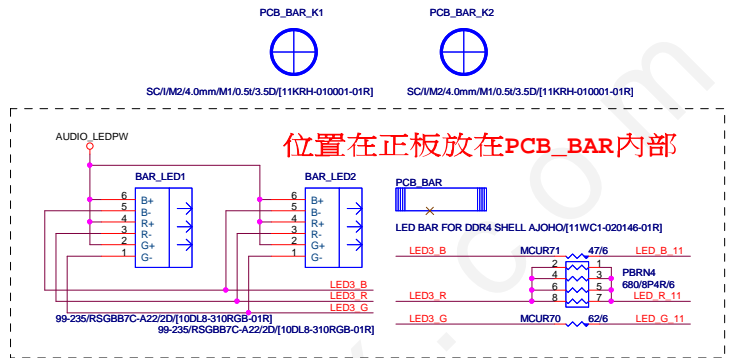 PCB_BAR_K1 PCB_BAR_K2
SC/I/M2/4.0mm/M1/0.5t/3.5D/[11KRH-010001-01R] SC/I/M2/4.0mm/M1/0.5t/3.5D/[11KRH-010001-01R]
AUDIO_LEDPW
位置在正板放在PCB_BAR内部
BAR_LED1 BAR_LED2 PCB_BAR
6 B+ 6 B+
5 B- 5 B-
4 R+ 4 R+
3 R- 3 R-
2 G+ 2 G+
1 G- 1 G-
LED BAR FOR DDR4 SHELL AJOHO/[11WC1-020146-01R]
LED3_B MCUR71 47/6 LED_B_11
2 1
4 3 PBRN4
6 5 680/8P4R/6
LED3_R 8 7 LED_R_11
LED3_G MCUR70 62/6 LED_G_11
LED3_B
LED3_R
LED3_G
99-235/RSGBB7C-A22/2D/[10DL8-310RGB-01R]
99-235/RSGBB7C-A22/2D/[10DL8-310RGB-01R]